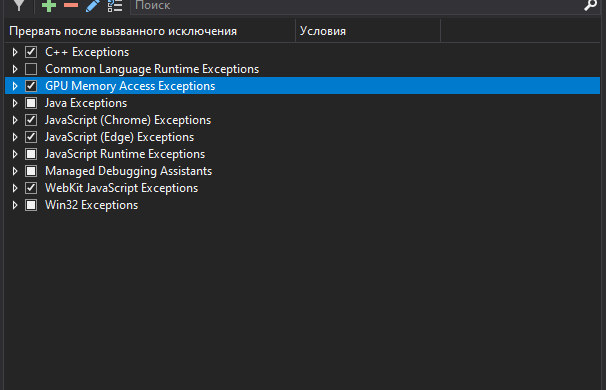 Поиск
Прервать после вызванного исключения Условия
C++ Exceptions
Common Language Runtime Exceptions
GPU Memory Access Exceptions
Java Exceptions
JavaScript (Chrome) Exceptions
JavaScript (Edge) Exceptions
JavaScript Runtime Exceptions
Managed Debugging Assistants
WebKit JavaScript Exceptions
Win32 Exceptions